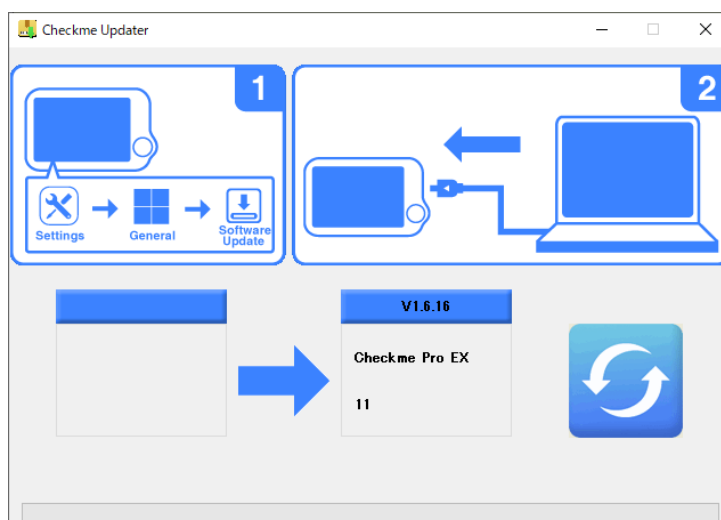 Checkme Updater
1
2
Settings
General
Software
Update
V1.6.16
Checkme Pro EX
11